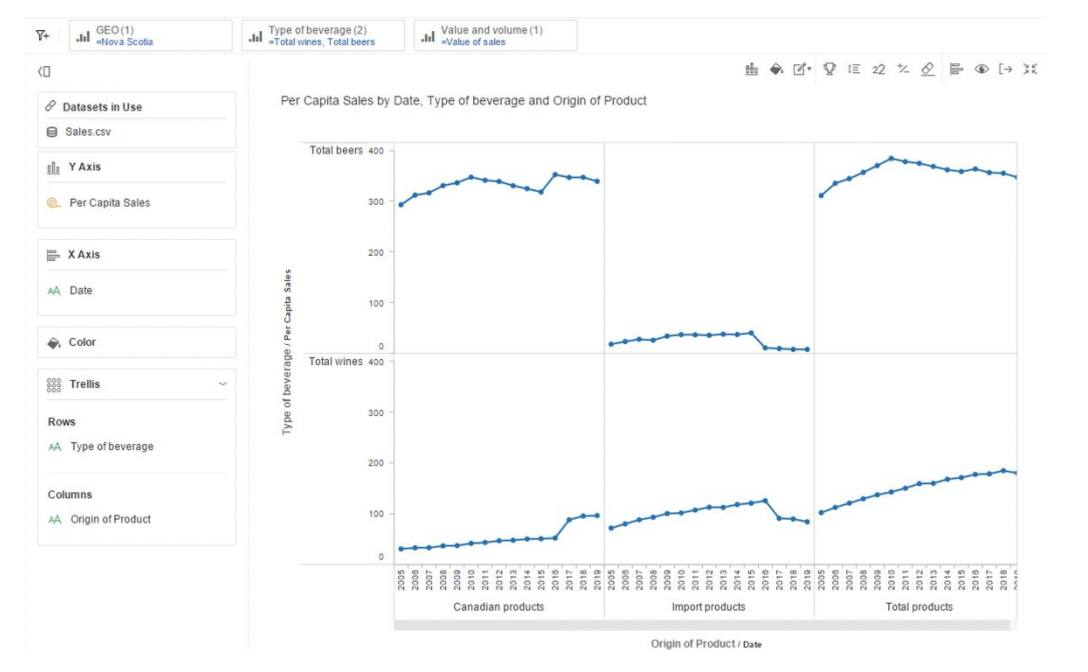 GEO (1)
=Nova Scotia
Type of beverage (2)
=Total wines, Total beers
Value and volume (1)
=Value of sales
Datasets in Use
Sales.csv
Y Axis
Per Capita Sales
X Axis
AA Date
Color
Trellis
Rows
AA Type of beverage
Columns
AA Origin of Product
22
Per Capita Sales by Date, Type of beverage and Origin of Product
Type of beverage / Per Capita Sales
Total beers 400
300
200
100
0
Total wines 400
300
200
100
0
2005 2006 2007 2008 2009 2010 2011 2012 2013 2014 2015 2016 2017 2018 2019 2005 2006 2007 2008 2009 2010 2011 2012 2013 2014 2015 2016 2017 2018 2019 2005 2006 2007 2008 2009 2010 2011 2012 2013 2014 2015 2016 2017 2018
Canadian products Import products Total products
Origin of Product / Date